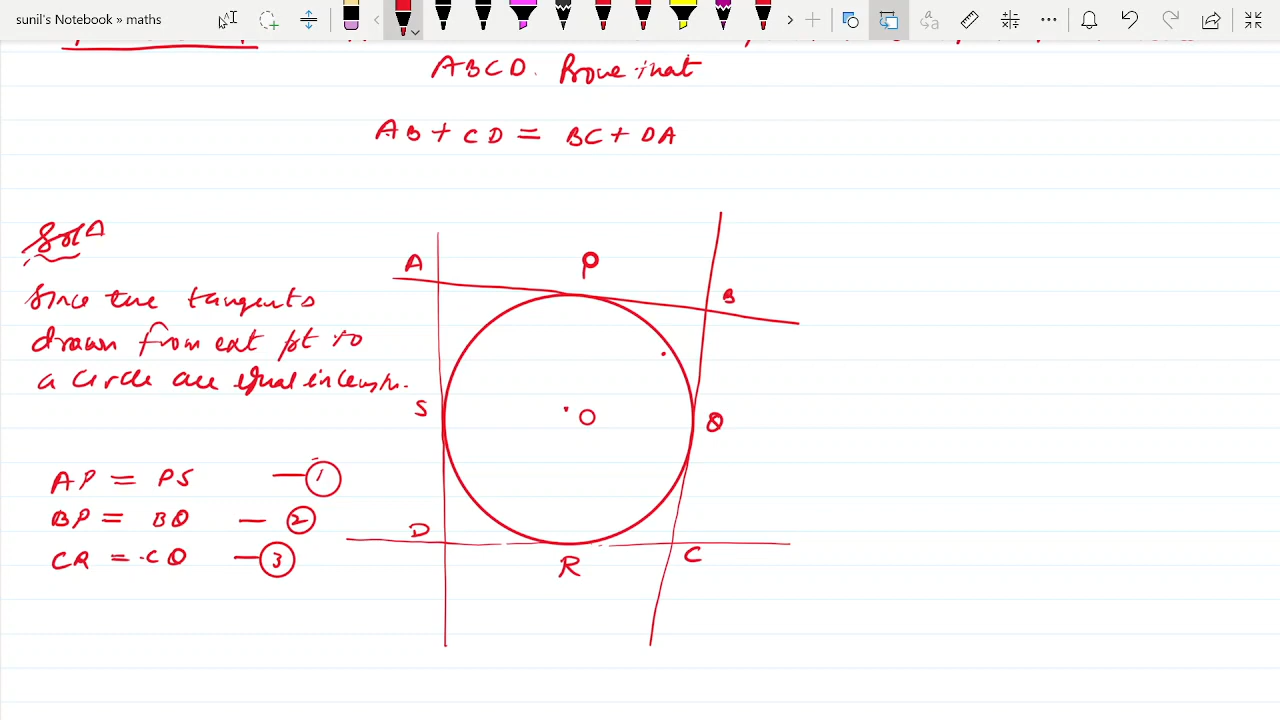 sunil's Notebook » maths
ABCD. Prove that
AB + CD = BC + DA
Soln
Since the tangents
drawn from ext pt to
a circle are equal in length.
AP = PS — 1
BP = BQ — 2
CR = CQ — 3
A
P
B
S
O
Q
D
R
C